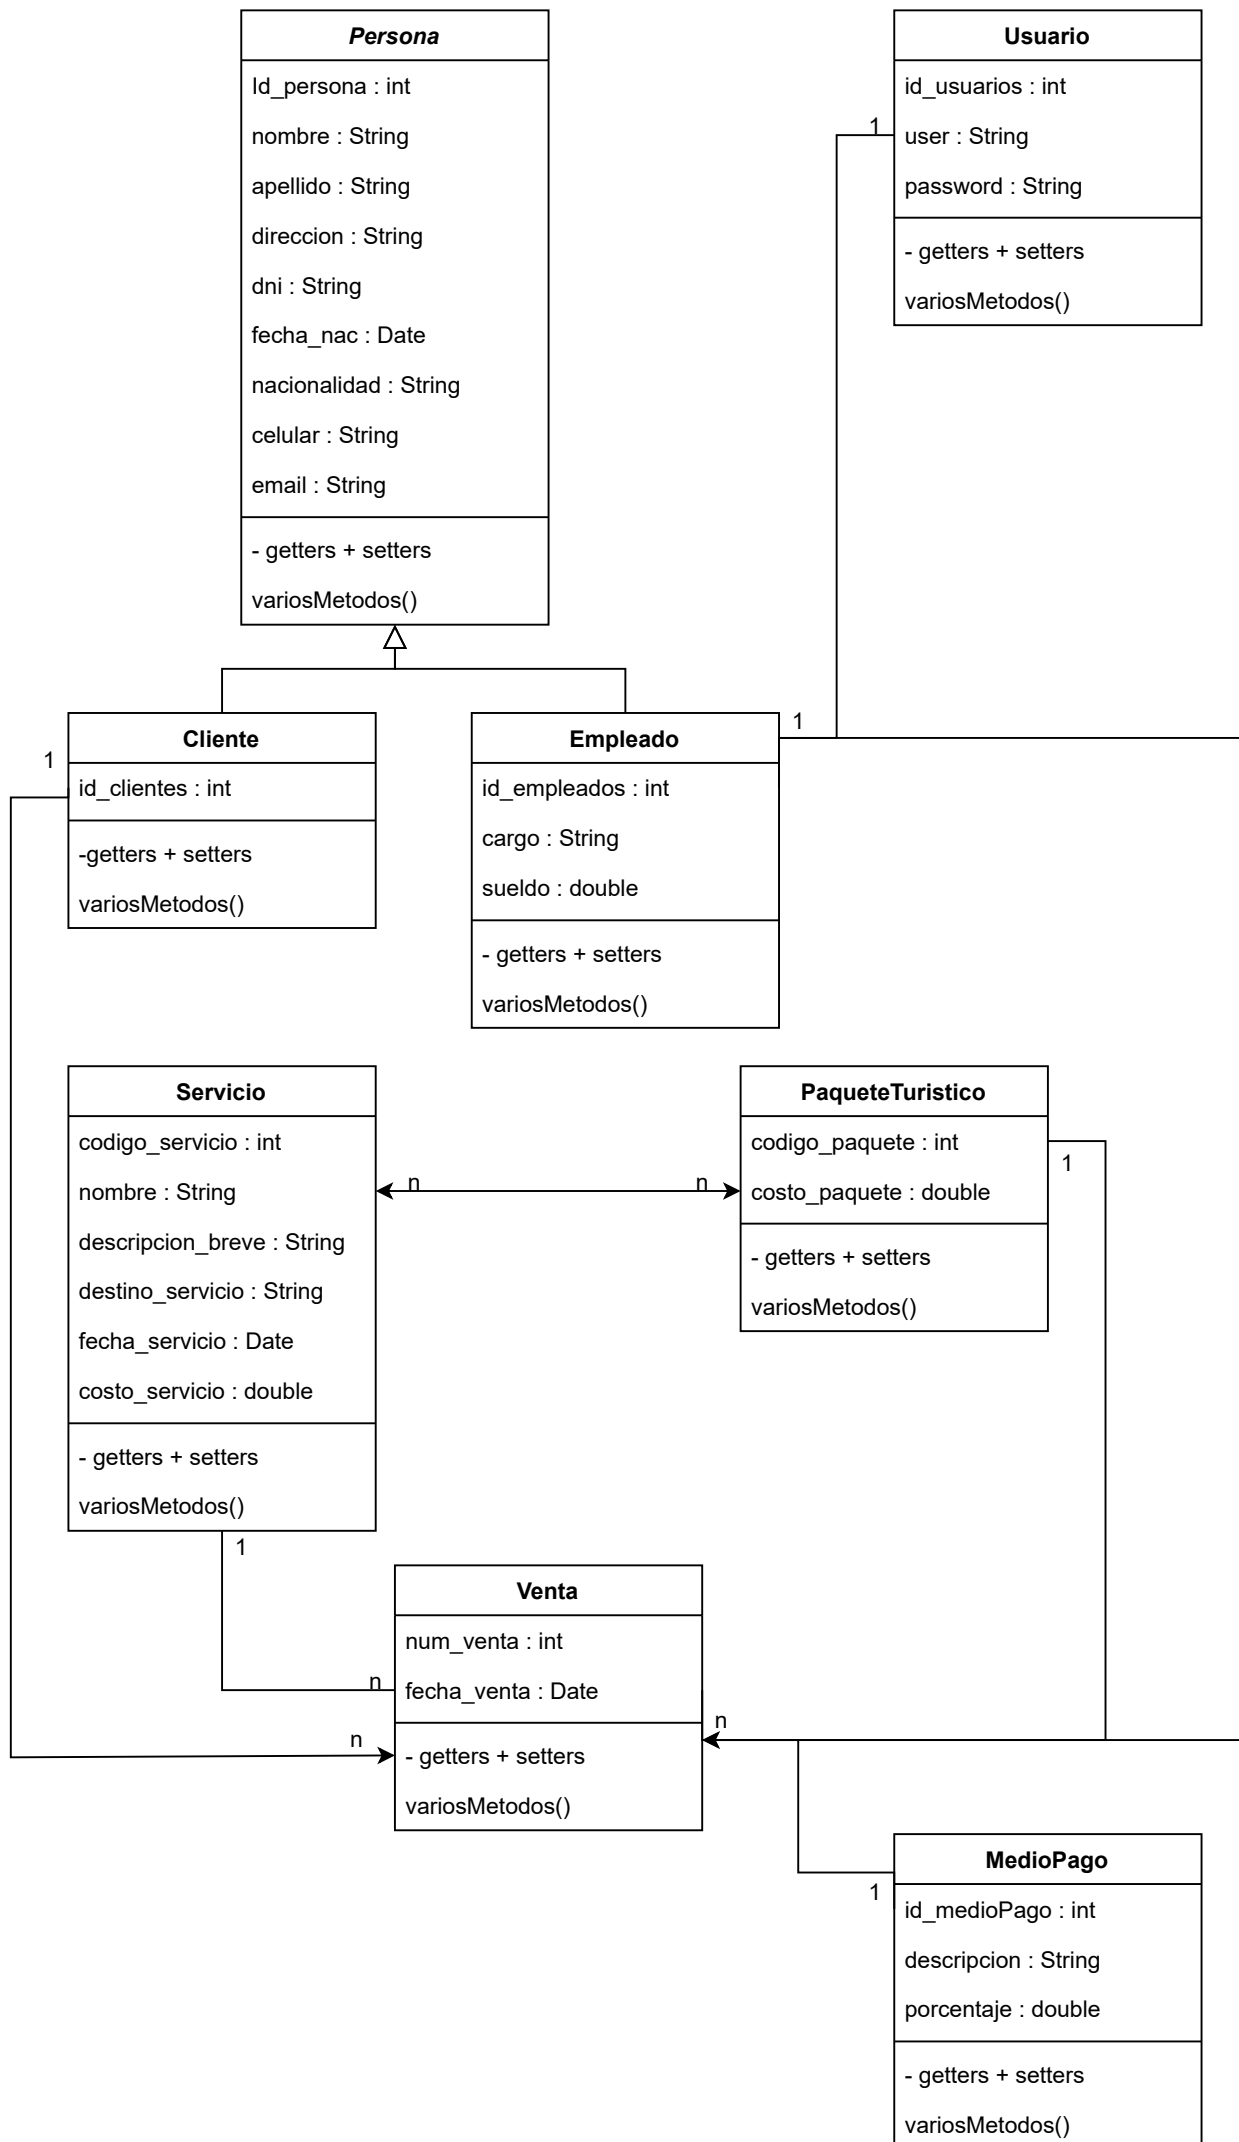 Persona
Id_persona : int
nombre : String
apellido : String
direccion : String
dni : String
fecha_nac : Date
nacionalidad : String
celular : String
email : String
- getters + setters
variosMetodos()
Usuario
id_usuarios : int
user : String
password : String
- getters + setters
variosMetodos()
1
1
Cliente
id_clientes : int
-getters + setters
variosMetodos()
1
Empleado
id_empleados : int
cargo : String
sueldo : double
- getters + setters
variosMetodos()
Servicio
codigo_servicio : int
nombre : String
descripcion_breve : String
destino_servicio : String
fecha_servicio : Date
costo_servicio : double
- getters + setters
variosMetodos()
1
n
n
PaqueteTuristico
codigo_paquete : int
costo_paquete : double
- getters + setters
variosMetodos()
1
Venta
num_venta : int
fecha_venta : Date
- getters + setters
variosMetodos()
n
n
n
MedioPago
id_medioPago : int
descripcion : String
porcentaje : double
- getters + setters
variosMetodos()
1